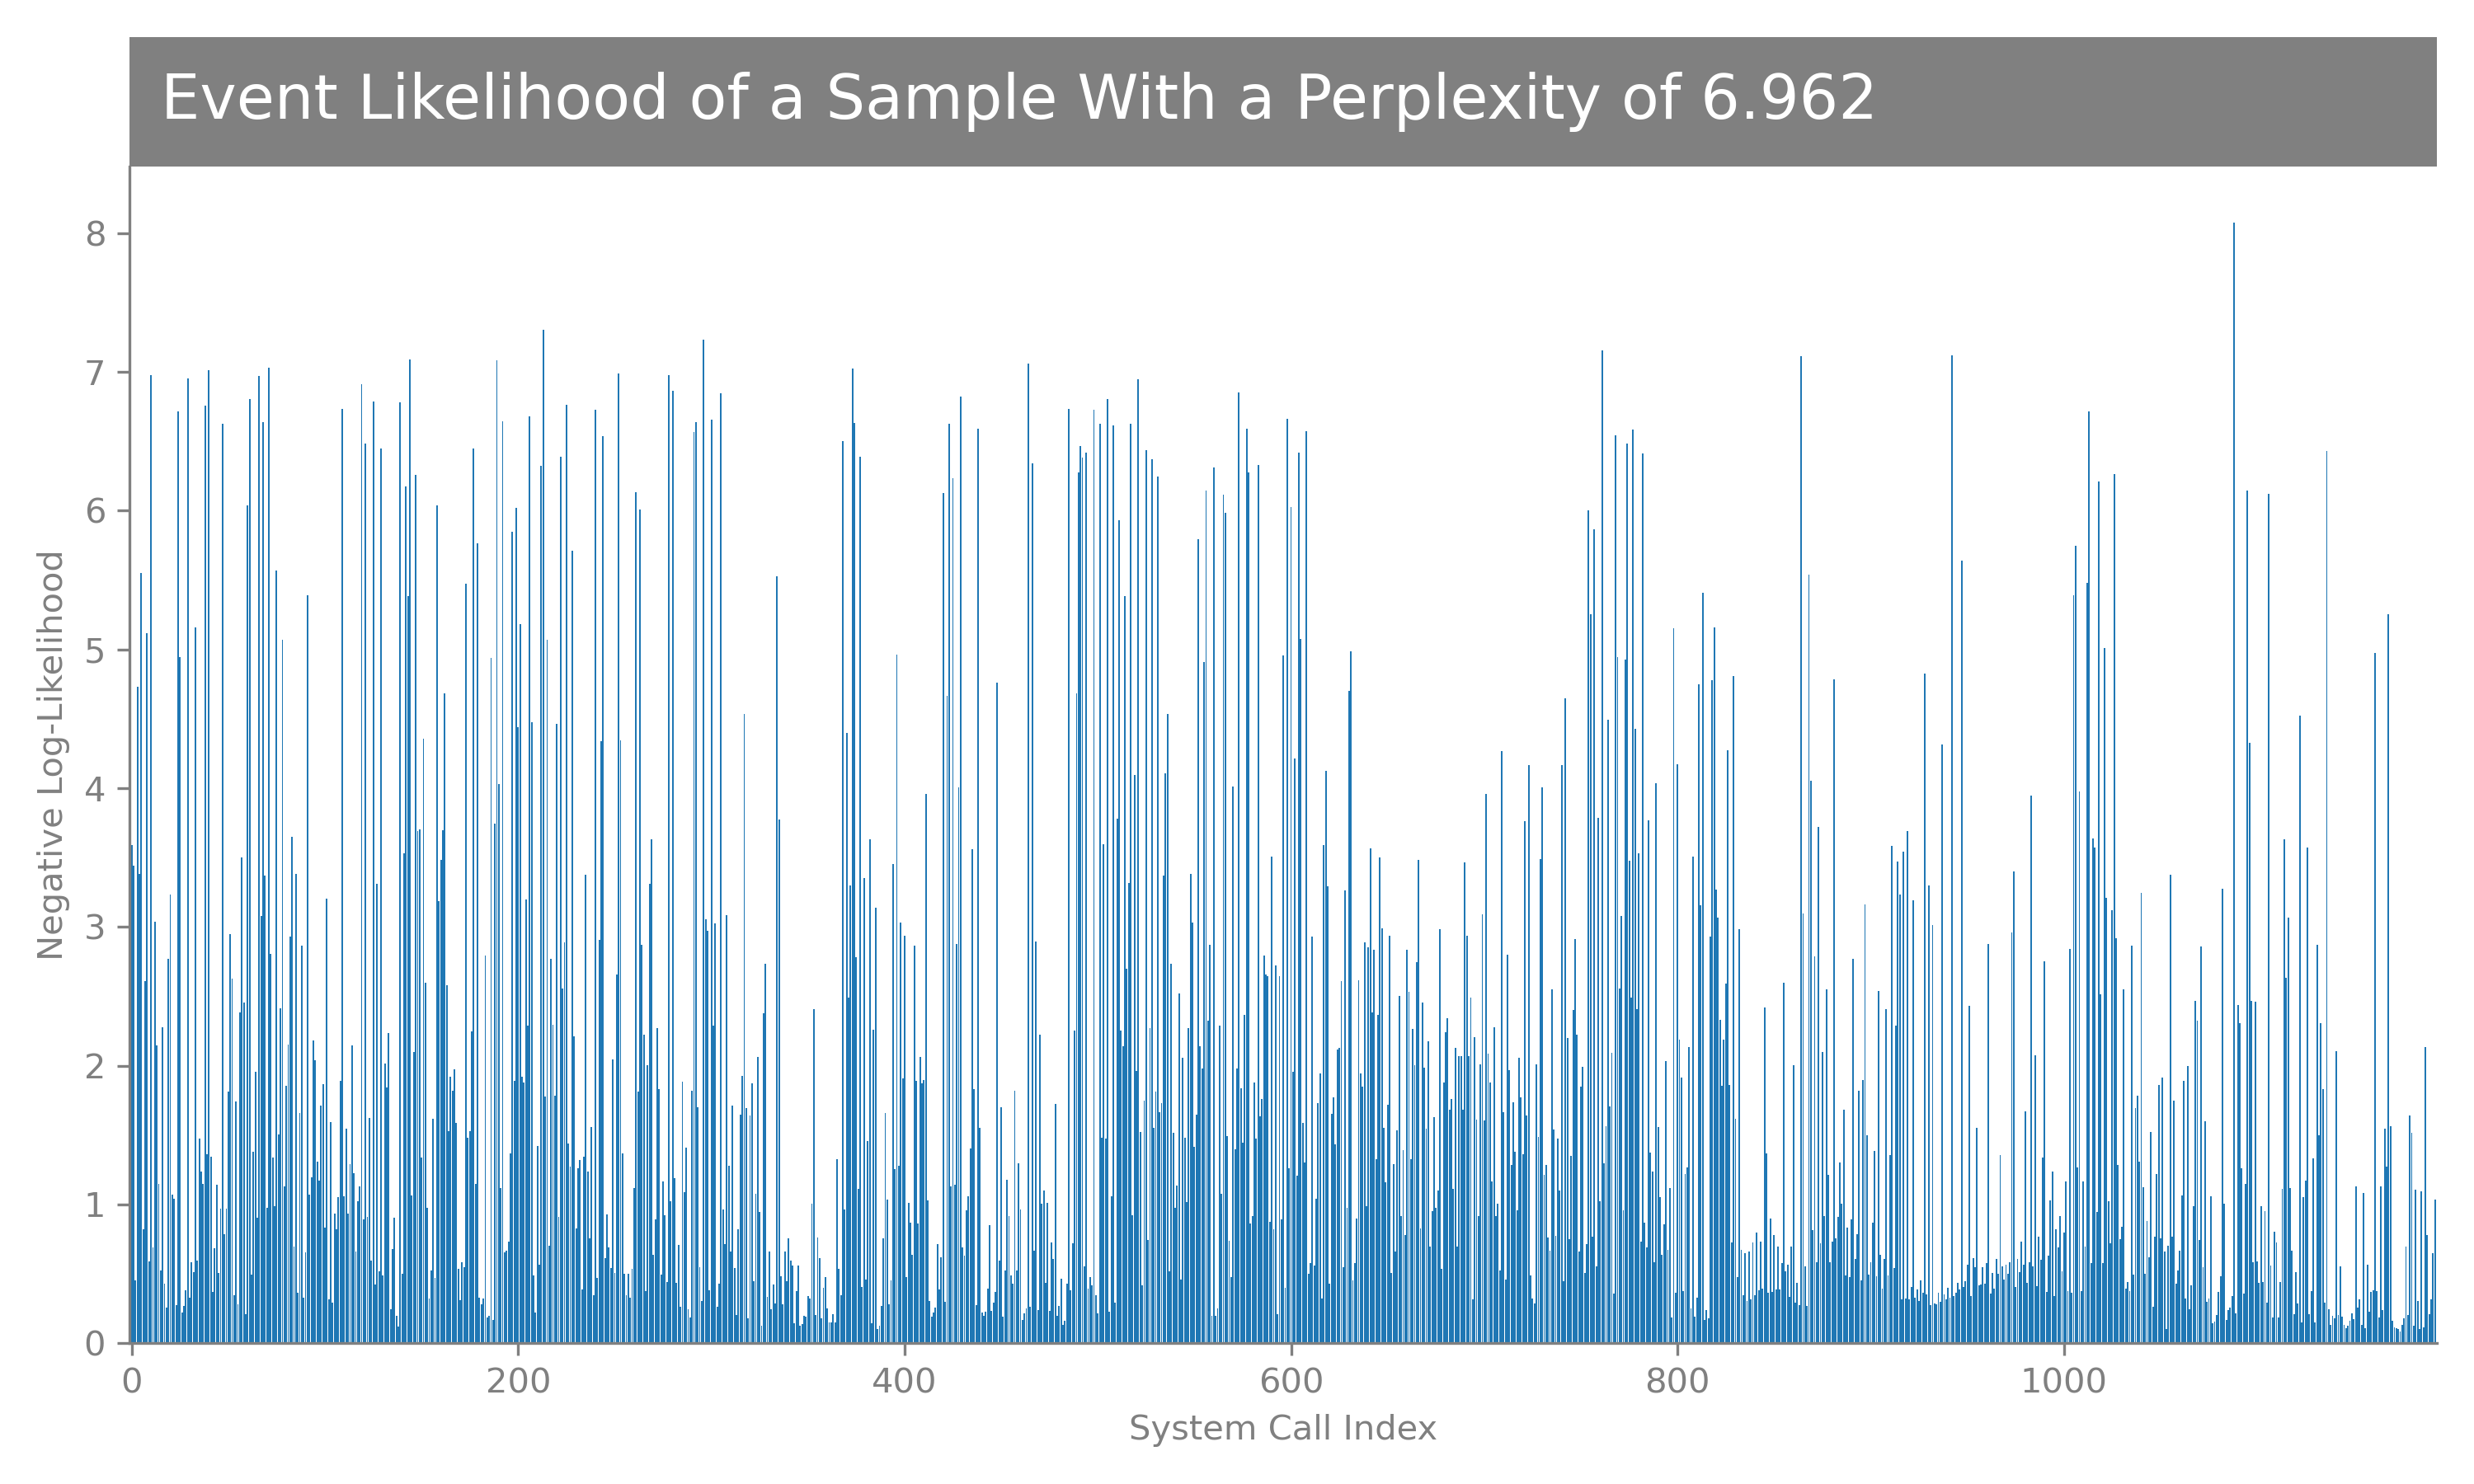 Event Likelihood of a Sample With a Perplexity of 6.962
8
7
6
5
4
3
2
1
0
Negative Log-Likelihood
0 200 400 600 800 1000
System Call Index